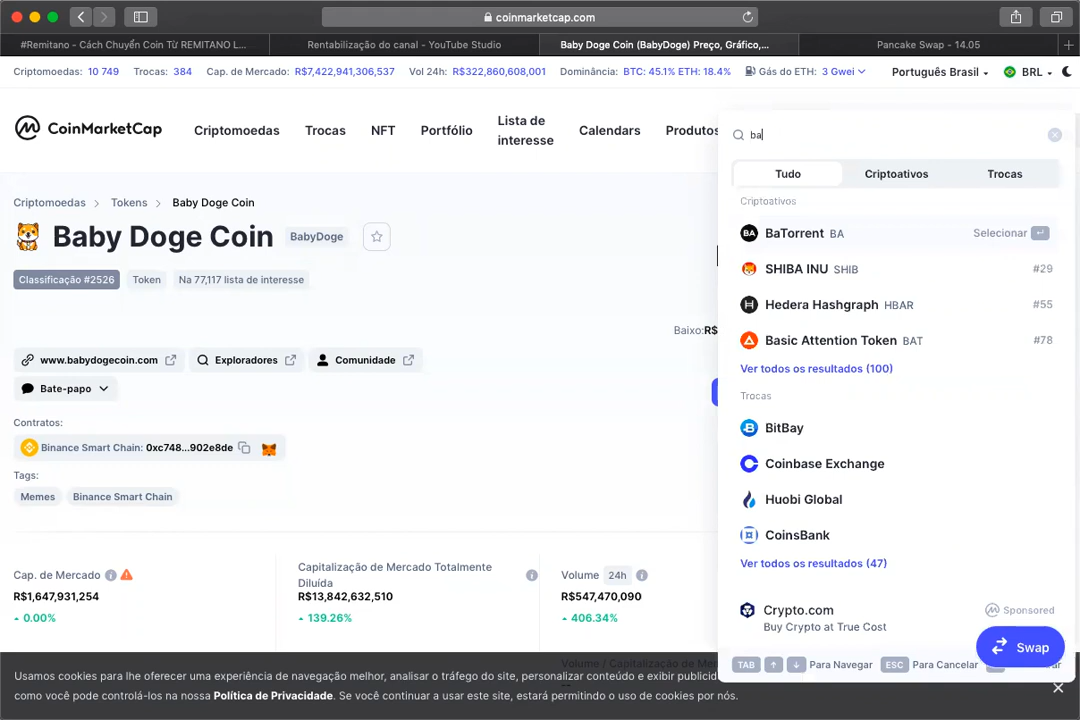 coinmarketcap.com
#Remitano - Cách Chuyển Coin Từ REMITANO L...
Rentabilização do canal - YouTube Studio
Baby Doge Coin (BabyDoge) Preço, Gráfico,...
Pancake Swap - 14.05
Criptomoedas: 10 749 Trocas: 384 Cap. de Mercado: R$7,422,941,306,537 Vol 24h: R$322,860,608,001 Dominância: BTC: 45.1% ETH: 18.4% Gás do ETH: 3 Gwei Português Brasil BRL
CoinMarketCap
Criptomoedas
Trocas
NFT
Portfólio
Lista de
interesse
Calendars
Produtos
ba
Tudo
Criptoativos
Trocas
Criptoativos
BaTorrent BA Selecionar
SHIBA INU SHIB #29
Hedera Hashgraph HBAR #55
Basic Attention Token BAT #78
Ver todos os resultados (100)
Trocas
BitBay
Coinbase Exchange
Huobi Global
CoinsBank
Ver todos os resultados (47)
Crypto.com Sponsored
Buy Crypto at True Cost
Swap
TAB Para Navegar ESC Para Cancelar
Criptomoedas Tokens Baby Doge Coin
Baby Doge Coin BabyDoge
Classificação #2526 Token Na 77,117 lista de interesse
Baixo:R$
www.babydogecoin.com Exploradores Comunidade
Bate-papo
Contratos:
Binance Smart Chain: 0xc748...902e8de
Tags:
Memes Binance Smart Chain
Cap. de Mercado
R$1,647,931,254
0.00%
Capitalização de Mercado Totalmente
Diluída
R$13,842,632,510
139.26%
Volume 24h
R$547,470,090
406.34%
Volume / Capitalização de Mer
Usamos cookies para lhe oferecer uma experiência de navegação melhor, analisar o tráfego do site, personalizar conteúdo e exibir publicid
como você pode controlá-los na nossa Política de Privacidade. Se você continuar a usar este site, estará permitindo o uso de cookies por nós.